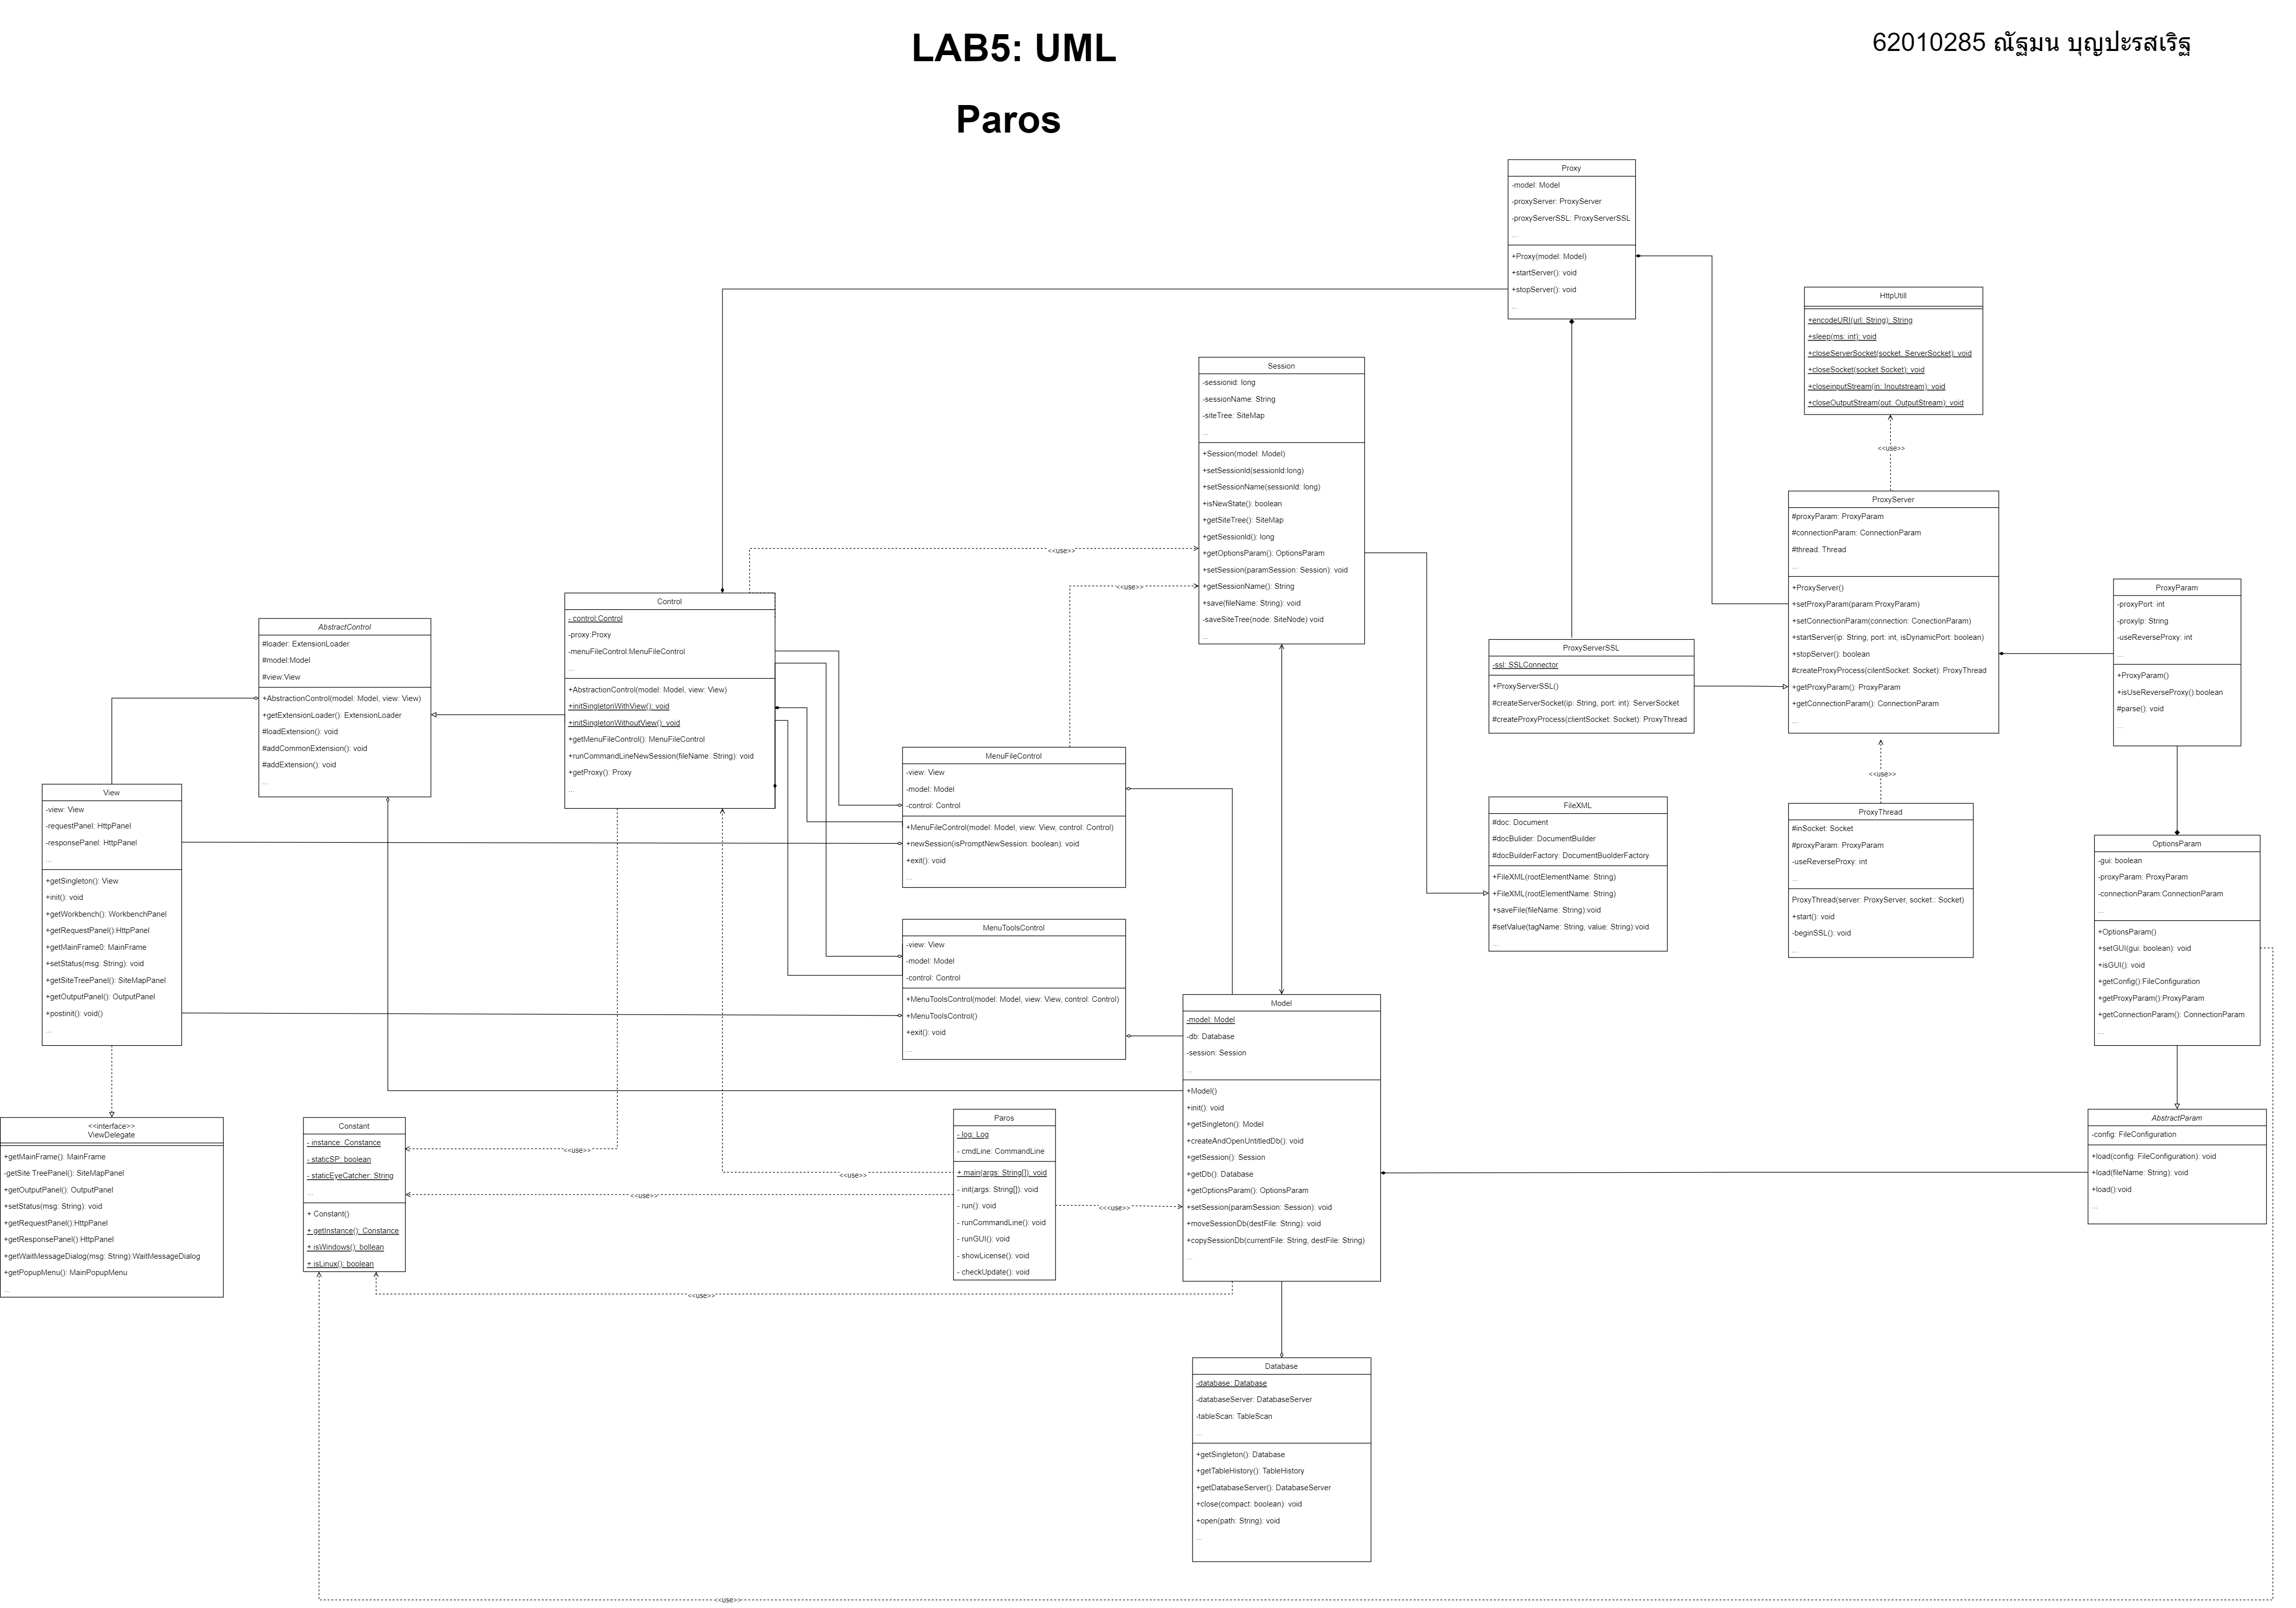 LAB5: UML
62010285 ณัฐมน บุญปะรสเริฐ
Paros
Proxy
-model: Model
-proxyServer: ProxyServer
-proxyServerSSL: ProxyServerSSL
...
+Proxy(model: Model)
+startServer(): void
+stopServer(): void
...
HttpUtill
+encodeURI(url: String): String
+sleep(ms: int): void
+closeServerSocket(socket: ServerSocket): void
+closeSocket(socket Socket): void
+closeinputStream(in: Inoutstream): void
+closeOutputStream(out: OutputStream): void
<<use>>
Session
-sessionid: long
-sessionName: String
-siteTree: SiteMap
...
+Session(model: Model)
+setSessionId(sessionId:long)
+setSessionName(sessionId: long)
+isNewState(): boolean
+getSiteTree(): SiteMap
+getSessionId(): long
+getOptionsParam(): OptionsParam
+setSession(paramSession: Session): void
+getSessionName(): String
+save(fileName: String): void
-saveSiteTree(node: SiteNode) void
...
<<use>>
<<use>>
ProxyServer
#proxyParam: ProxyParam
#connectionParam: ConnectionParam
#thread: Thread
...
+ProxyServer()
+setProxyParam(param:ProxyParam)
+setConnectionParam(connection: ConectionParam)
+startServer(ip: String, port: int, isDynamicPort: boolean)
+stopServer(): boolean
#createProxyProcess(cilentSocket: Socket): ProxyThread
+getProxyParam(): ProxyParam
+getConnectionParam(): ConnectionParam
...
<<use>>
ProxyParam
-proxyPort: int
-proxyIp: String
-useReverseProxy: int
...
+ProxyParam()
+isUseReverseProxy():boolean
#parse(): void
...
ProxyServerSSL
-ssl: SSLConnector
+ProxyServerSSL()
#createServerSocket(ip: String, port: int): ServerSocket
#createProxyProcess(clientSocket: Socket): ProxyThread
Control
- control:Control
-proxy:Proxy
-menuFileControl:MenuFileControl
...
+AbstractionControl(model: Model, view: View)
+initSingletonWithView(): void
+initSingletonWithoutView(): void
+getMenuFileControl(): MenuFileControl
+runCommandLineNewSession(fileName: String): void
+getProxy(): Proxy
...
AbstractControl
#loader: ExtensionLoader
#model:Model
#view:View
+AbstractControl(model: Model, view: View)
+getExtensionLoader(): ExtensionLoader
#loadExtension(): void
#addCommonExtension(): void
#addExtension(): void
...
View
-view: View
-requestPanel: HttpPanel
-responsePanel: HttpPanel
...
+getSingleton(): View
+init(): void
+getWorkbench(): WorkbenchPanel
+getRequestPanel():HttpPanel
+getMainFrame0: MainFrame
+setStatus(msg: String): void
+getSiteTreePanel(): SiteMapPanel
+getOutputPanel(): OutputPanel
+postinit(): void()
...
MenuFileControl
-view: View
-model: Model
-control: Control
+MenuFileControl(model: Model, view: View, control: Control)
+newSession(isPromptNewSession: boolean): void
+exit(): void
...
MenuToolsControl
-view: View
-model: Model
-control: Control
+MenuToolsControl(model: Model, view: View, control: Control)
+MenuToolsControl()
+exit(): void
...
FileXML
#doc: Document
#docBulider: DocumentBuilder
#docBuilderFactory: DocumentBuolderFactory
+FileXML(rootElementName: String)
+FileXML(rootElementName: String)
+saveFile(fileName: String):void
#setValue(tagName: String, value: String):void
...
ProxyThread
#inSocket: Socket
#proxyParam: ProxyParam
-useReverseProxy: int
...
ProxyThread(server: ProxyServer, socket:: Socket)
+start(): void
-beginSSL(): void
...
OptionsParam
-gui: boolean
-proxyParam: ProxyParam
-connectionParam:ConnectionParam
...
+OptionsParam()
+setGUI(gui: boolean): void
+isGUI(): void
+getConfig():FileConfiguration
+getProxyParam():ProxyParam
+getConnectionParam(): ConnectionParam
...
Model
-model: Model
-db: Database
-session: Session
...
+Model()
+init(): void
+getSingleton(): Model
+createAndOpenUntitledDb(): void
+getSession(): Session
+getDb(): Database
+getOptionsParam(): OptionsParam
+setSession(paramSession: Session): void
+moveSessionDb(destFile: String): void
+copySessionDb(currentFile: String, destFile: String)
...
<<interface>>
ViewDelegate
+getMainFrame(): MainFrame
-getSite TreePanel(): SiteMapPanel
+getOutputPanel(): OutputPanel
+setStatus(msg: String): void
+getRequestPanel():HttpPanel
+getResponsePanel():HttpPanel
+getWaitMessageDialog(msg: String):WaitMessageDialog
+getPopupMenu(): MainPopupMenu
...
Constant
- instance: Constance
- staticSP: boolean
- staticEyeCatcher: String
...
+ Constant()
+ getInstance(): Constance
+ isWindows(): bollean
+ isLinux(): boolean
<<use>>
<<use>>
<<use>>
Paros
- log: Log
- cmdLine: CommandLine
+ main(args: String[]): void
- init(args: String[]): void
- run(): void
- runCommandLine(): void
- runGUI(): void
- showLicense(): void
- checkUpdate(): void
<<<use>>
AbstractParam
-config: FileConfiguration
+load(config: FileConfiguration): void
+load(fileName: String): void
+load():void
...
<<use>>
Database
-database: Database
-databaseServer: DatabaseServer
-tableScan: TableScan
...
+getSingleton(): Database
+getTableHistory(): TableHistory
+getDatabaseServer(): DatabaseServer
+close(compact: boolean): void
+open(path: String): void
...
<<use>>